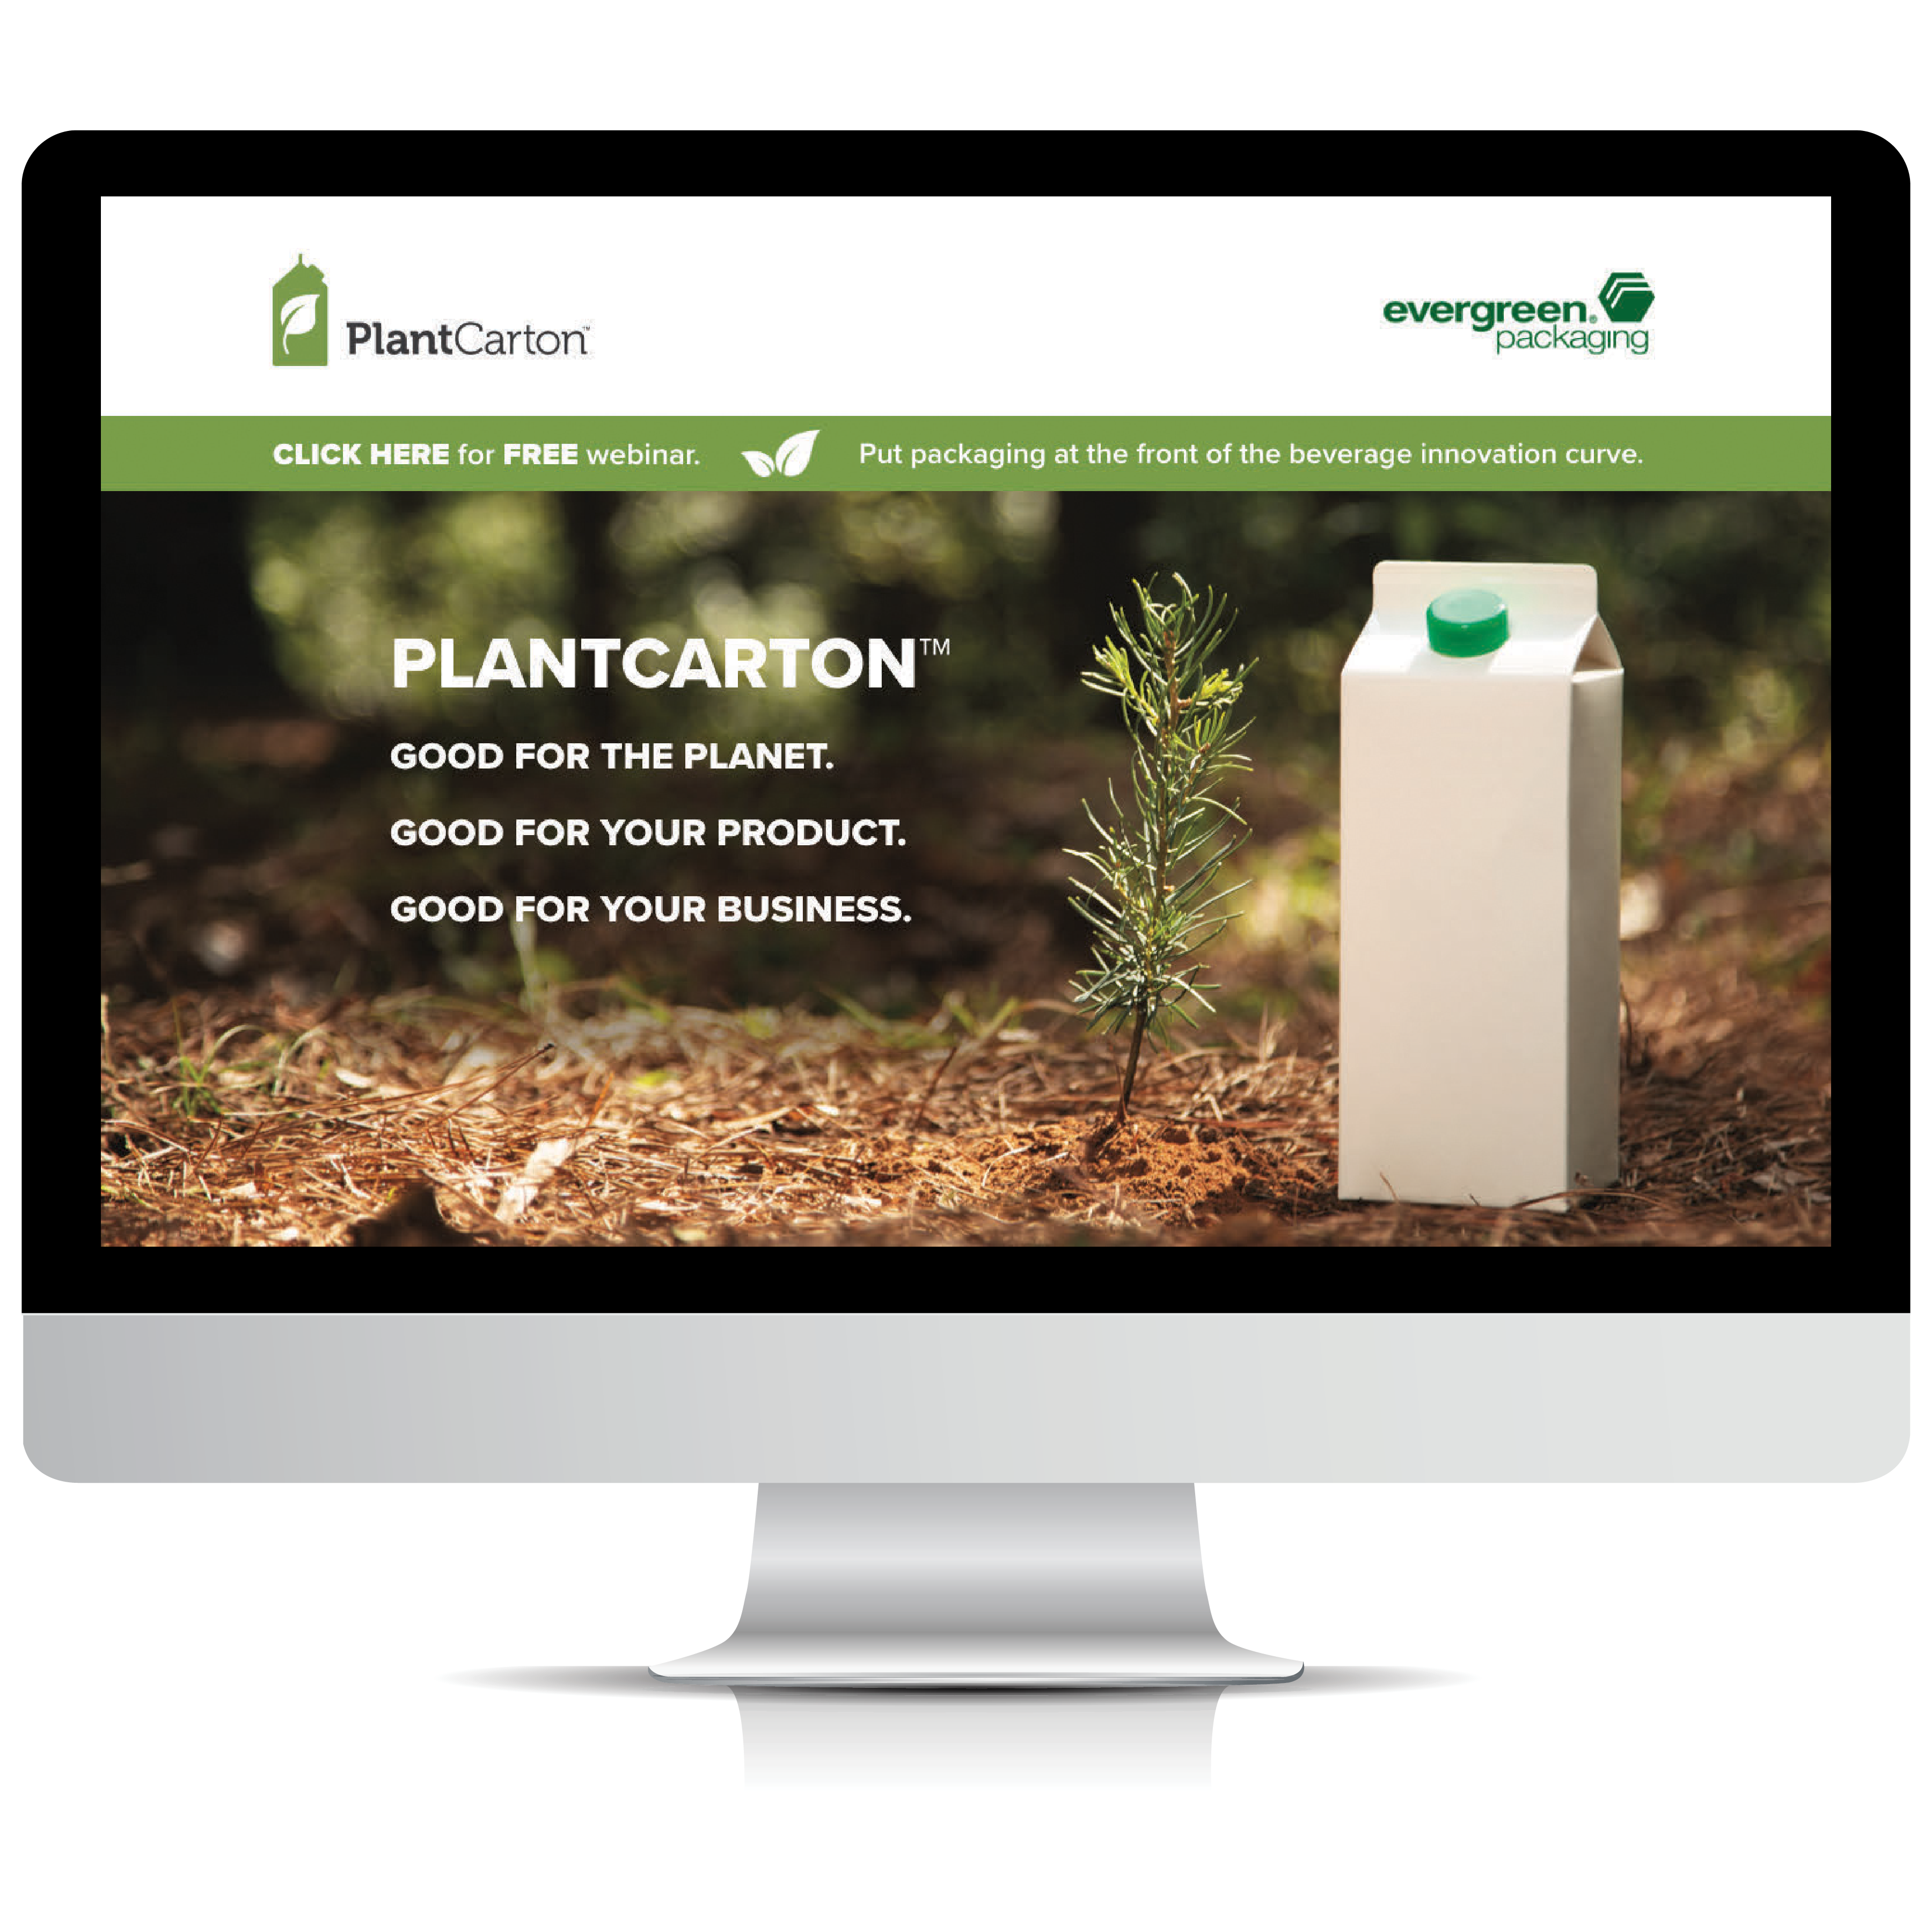 PlantCarton™
evergreen®
packaging
CLICK HERE for FREE webinar.
Put packaging at the front of the beverage innovation curve.
PLANTCARTON™
GOOD FOR THE PLANET.
GOOD FOR YOUR PRODUCT.
GOOD FOR YOUR BUSINESS.